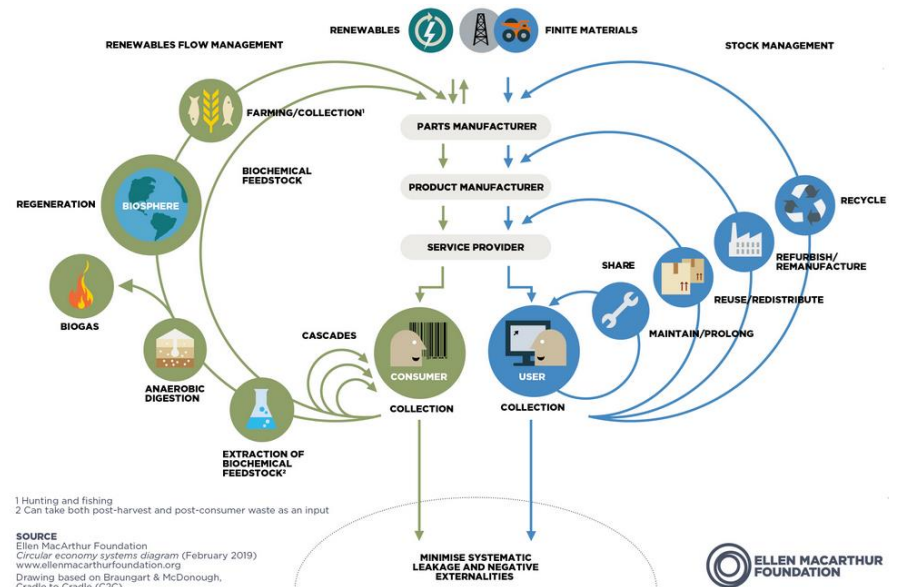 RENEWABLES
FINITE MATERIALS
RENEWABLES FLOW MANAGEMENT
STOCK MANAGEMENT
FARMING/COLLECTION¹
PARTS MANUFACTURER
BIOCHEMICAL
FEEDSTOCK
PRODUCT MANUFACTURER
REGENERATION
BIOSPHERE
RECYCLE
SERVICE PROVIDER
SHARE
REFURBISH/
REMANUFACTURE
REUSE/REDISTRIBUTE
BIOGAS
CASCADES
MAINTAIN/PROLONG
CONSUMER
USER
ANAEROBIC
DIGESTION
COLLECTION
COLLECTION
EXTRACTION OF
BIOCHEMICAL
FEEDSTOCK²
1 Hunting and fishing
2 Can take both post-harvest and post-consumer waste as an input
SOURCE
Ellen MacArthur Foundation
Circular economy systems diagram (February 2019)
www.ellenmacarthurfoundation.org
Drawing based on Braungart & McDonough,
Cradle to Cradle (C2C)
MINIMISE SYSTEMATIC
LEAKAGE AND NEGATIVE
EXTERNALITIES
ELLEN MACARTHUR
FOUNDATION